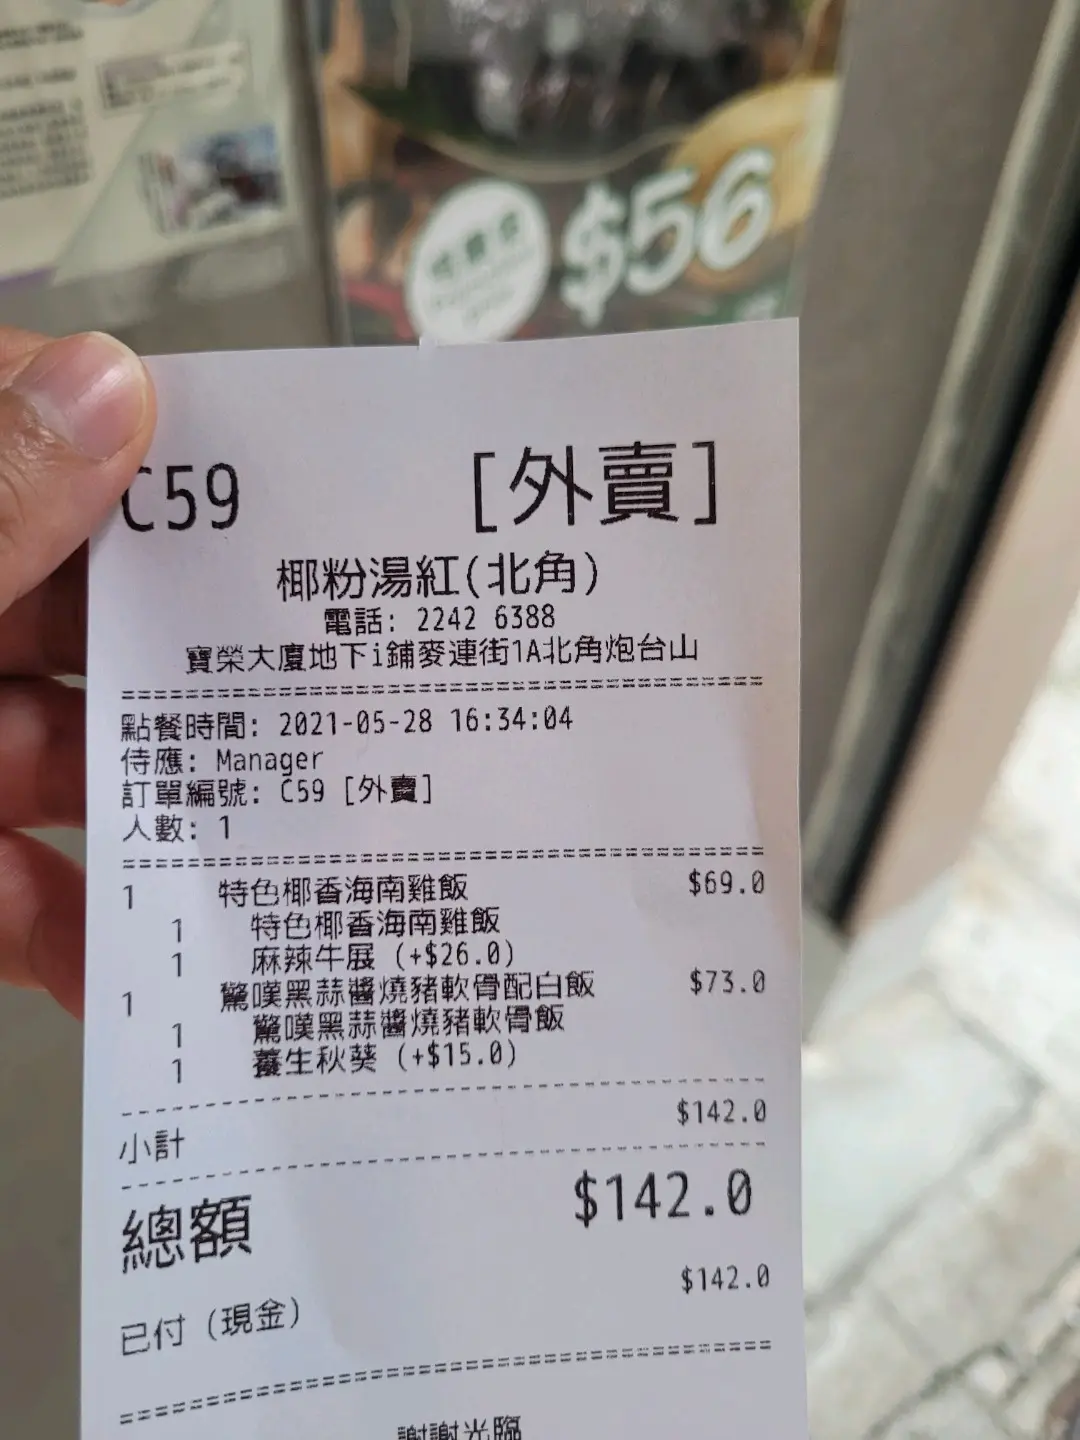 $56
C59 [外賣]
椰粉湯紅(北角)
電話: 2242 6388
寶榮大廈地下i鋪麥連街1A北角炮台山
點餐時間: 2021-05-28 16:34:04
侍應: Manager
訂單編號: C59 [外賣]
人數: 1
1 特色椰香海南雞飯 $69.0
1 特色椰香海南雞飯
1 麻辣牛展 (+$26.0)
1 驚嘆黑蒜醬燒豬軟骨配白飯 $73.0
1 驚嘆黑蒜醬燒豬軟骨飯
1 養生秋葵 (+$15.0)
小計 $142.0
總額 $142.0
已付 (現金) $142.0
謝謝光臨